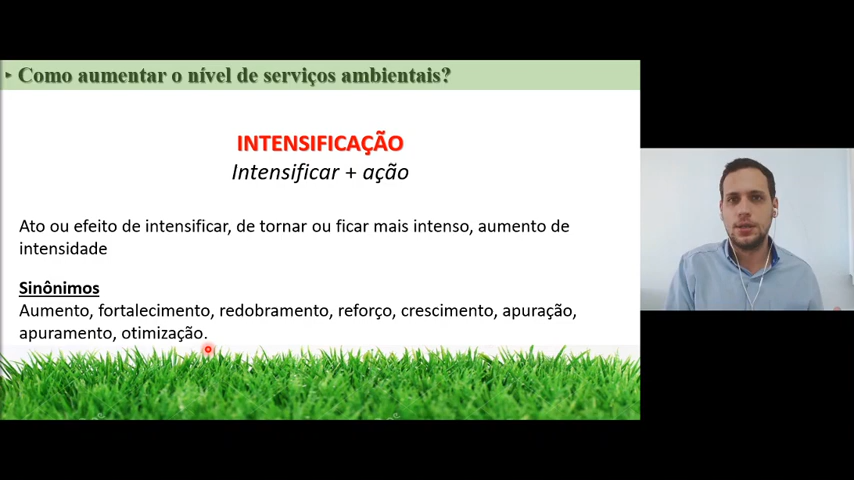 Como aumentar o nível de serviços ambientais?
INTENSIFICAÇÃO
Intensificar + ação
Ato ou efeito de intensificar, de tornar ou ficar mais intenso, aumento de
intensidade
Sinônimos
Aumento, fortalecimento, redobramento, reforço, crescimento, apuração,
apuramento, otimização.